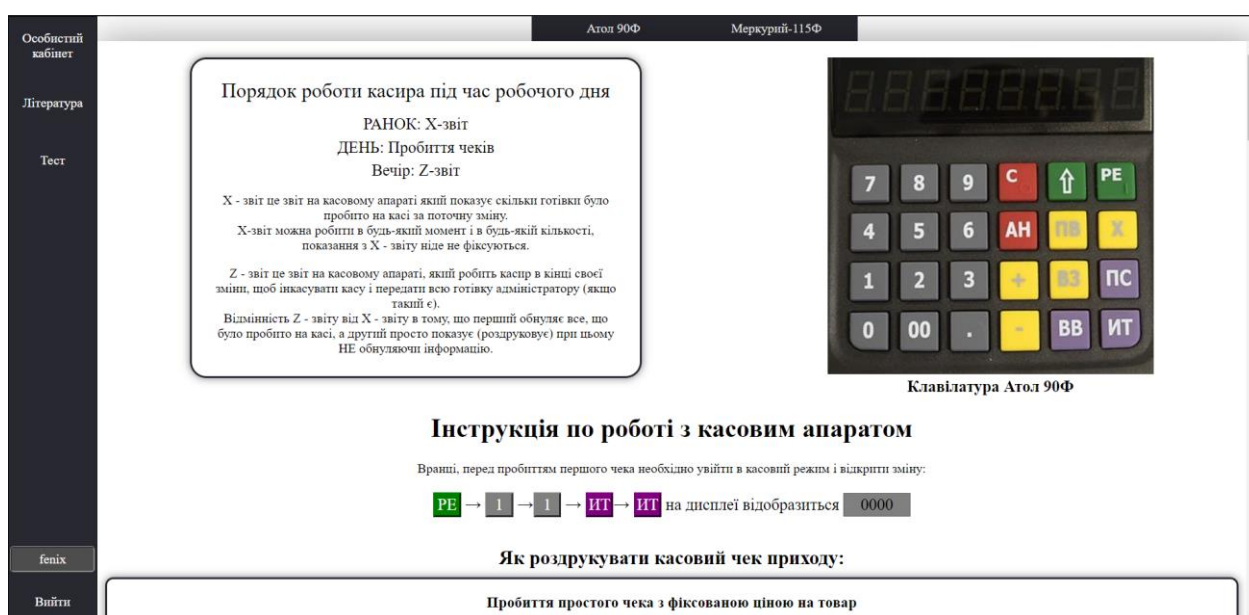 Особистий
кабінет
Література
Тест
fenix
Вийти
Атол 90Ф
Меркурий-115Ф
Порядок роботи касира під час робочого дня
РАНОК: X-звіт
ДЕНЬ: Пробиття чеків
Вечір: Z-звіт
X - звіт це звіт на касовому апараті який показує скільки готівки було
пробито на касі за поточну зміну.
X-звіт можна робити в будь-який момент і в будь-якій кількості,
показання з X - звіту ніде не фіксуються.
Z - звіт це звіт на касовому апараті, який робить касир в кінці своєї
зміни, щоб інкасувати касу і передати всю готівку адміністратору (якщо
такий є).
Відмінність Z - звіту від X - звіту в тому, що перший обнуляє все, що
було пробито на касі, а другий просто показує (роздруковує) при цьому
НЕ обнуляючи інформацію.
7 8 9 C РЕ
4 5 6 АН ПВ X
1 2 3 + ВЗ ПС
0 00 . - ВВ ИТ
Клавілатура Атол 90Ф
Інструкція по роботі з касовим апаратом
Вранці, перед пробиттям першого чека необхідно увійти в касовий режим і відкрити зміну:
РЕ → 1 → 1 → ИТ → ИТ на дисплеї відобразиться 0000
Як роздрукувати касовий чек приходу:
Пробиття простого чека з фіксованою ціною на товар